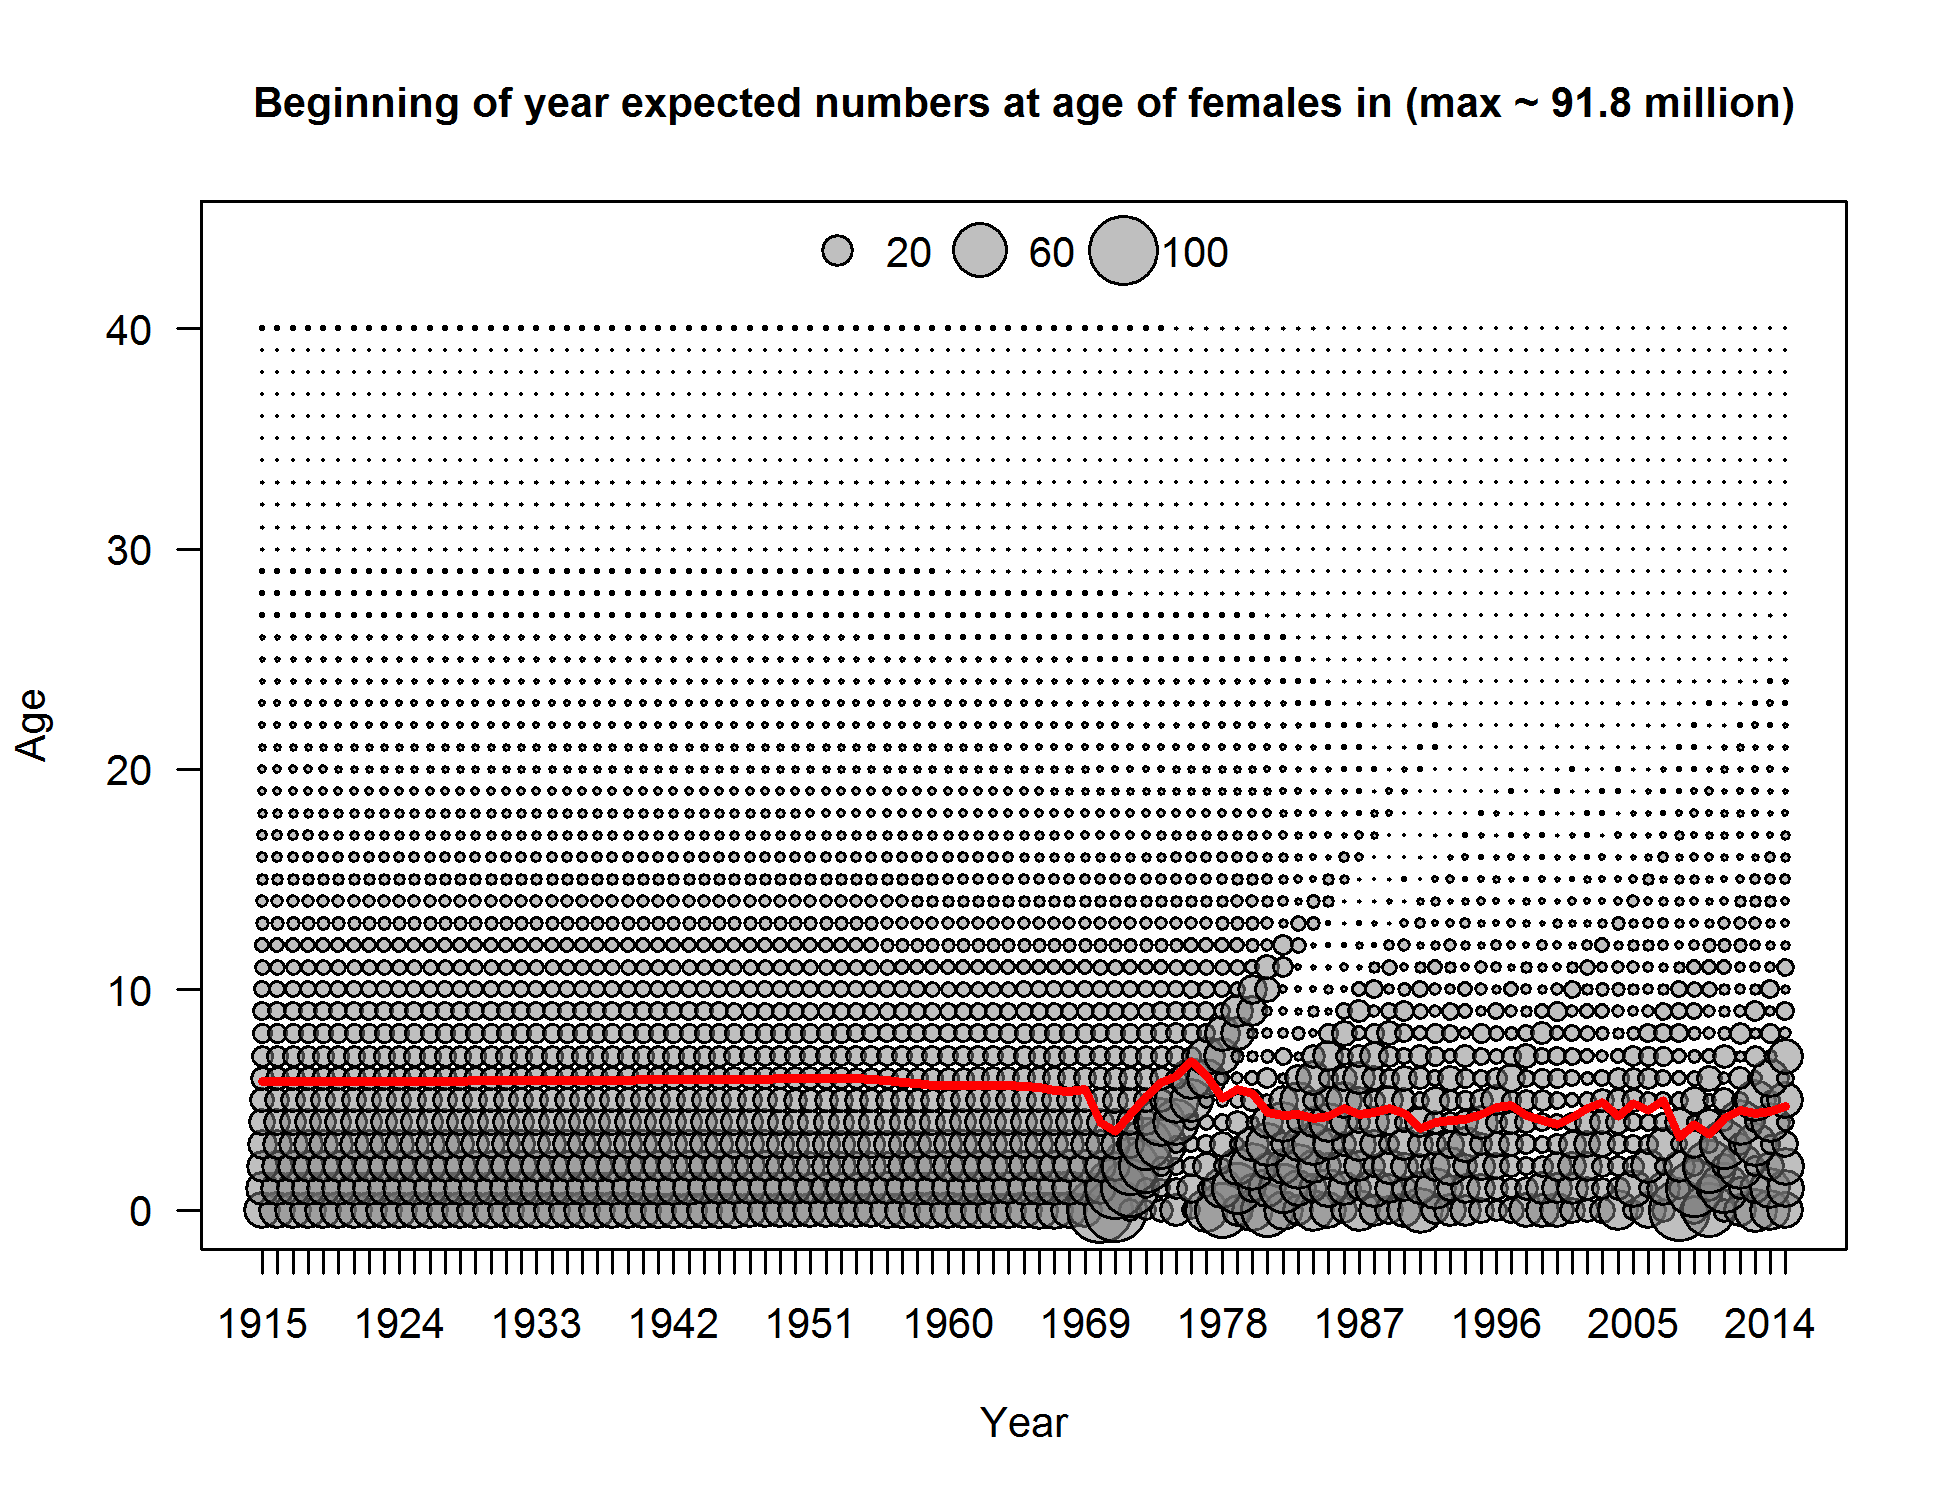 Beginning of year expected numbers at age of females in (max ~ 91.8 million)
20 60 100
40
30
20
10
0
Age
1915 1924 1933 1942 1951 1960 1969 1978 1987 1996 2005 2014
Year